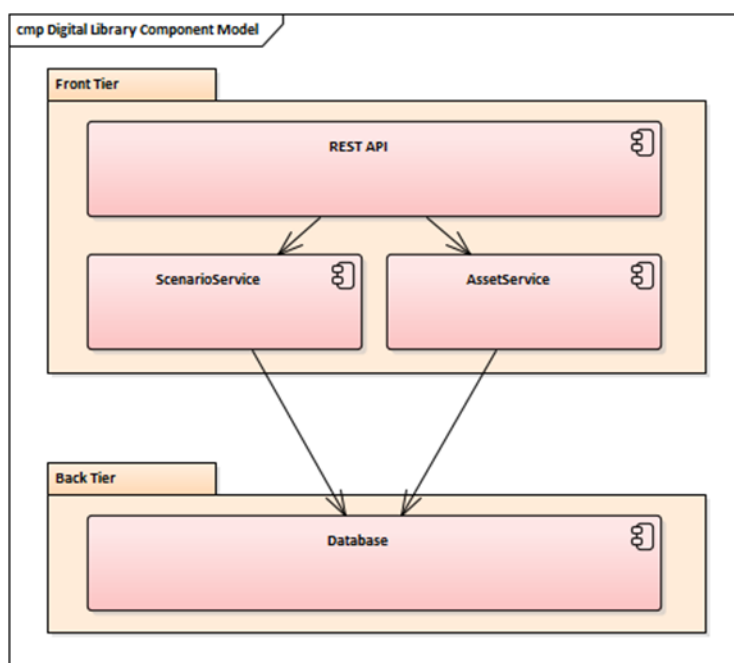 cmp Digital Library Component Model
Front Tier
REST API
ScenarioService
AssetService
Back Tier
Database